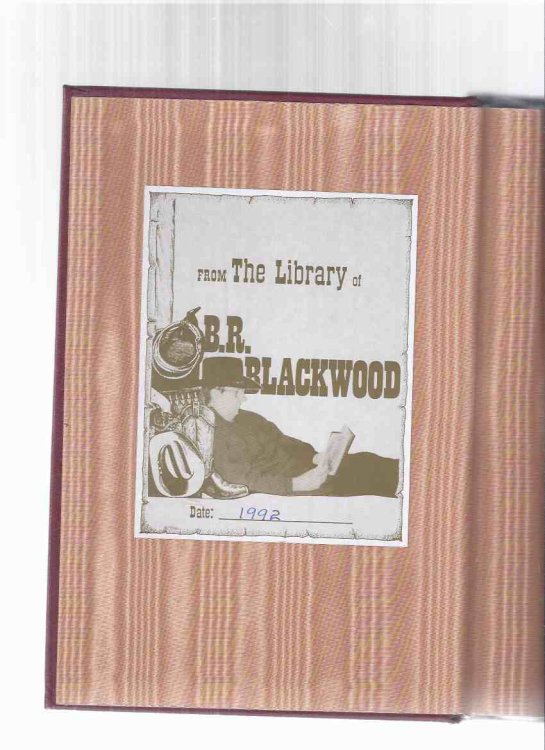 FROM The Library of
B.R.
BLACKWOOD
Date: 1992